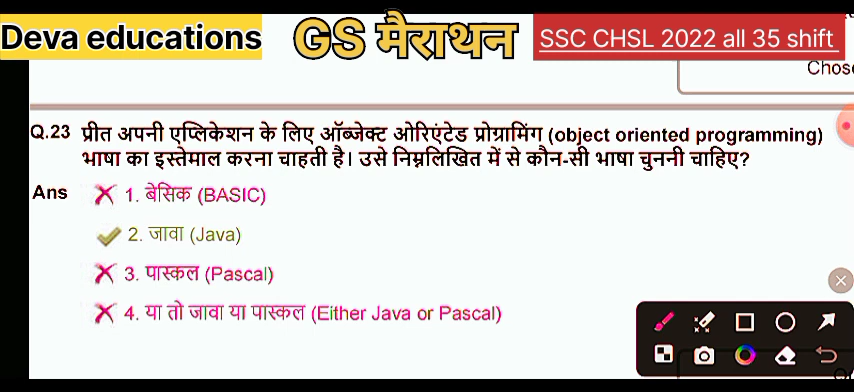 Deva educations GS मैराथन SSC CHSL 2022 all 35 shift
Chose
Q.23 प्रीत अपनी एप्लिकेशन के लिए ऑब्जेक्ट ओरिएंटेड प्रोग्रामिंग (object oriented programming)
भाषा का इस्तेमाल करना चाहती है। उसे निम्नलिखित में से कौन-सी भाषा चुननी चाहिए?
Ans 1. बेसिक (BASIC)
2. जावा (Java)
3. पास्कल (Pascal)
4. या तो जावा या पास्कल (Either Java or Pascal)